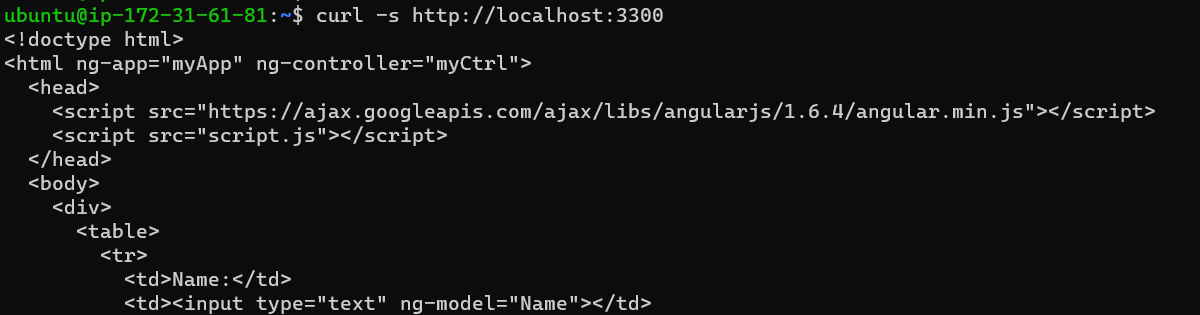 ubuntu@ip-172-31-61-81:~$ curl -s http://localhost:3300
<!doctype html>
<html ng-app="myApp" ng-controller="myCtrl">
  <head>
    <script src="https://ajax.googleapis.com/ajax/libs/angularjs/1.6.4/angular.min.js"></script>
    <script src="script.js"></script>
  </head>
  <body>
    <div>
      <table>
        <tr>
          <td>Name:</td>
          <td><input type="text" ng-model="Name"></td>